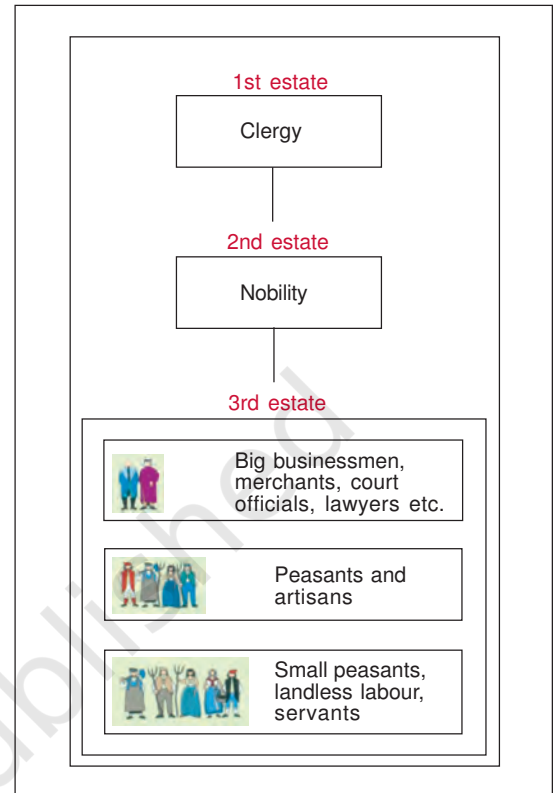 1st estate
Clergy
2nd estate
Nobility
3rd estate
Big businessmen,
merchants, court
officials, lawyers etc.
Peasants and
artisans
Small peasants,
landless labour,
servants